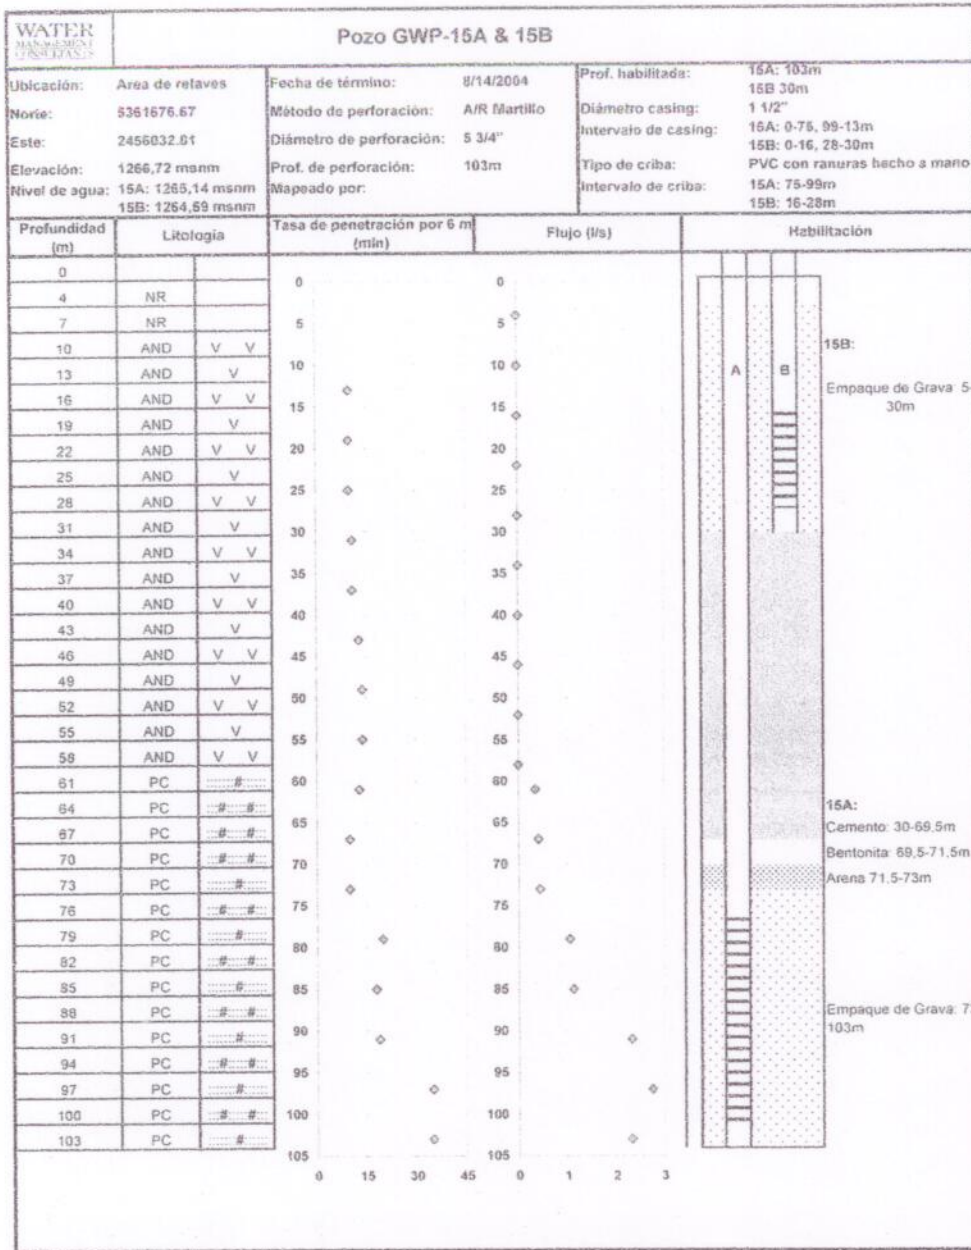 WATER
MANAGEMENT
CONSULTANTS
Pozo GWP-15A & 15B
Ubicación: Area de relaves
Norte: 5361676.67
Este: 2456032.61
Elevación: 1266,72 msnm
Nivel de agua: 15A: 1265,14 msnm
15B: 1264,69 msnm
Fecha de término: 8/14/2004
Método de perforación: A/R Martillo
Diámetro de perforación: 5 3/4"
Prof. de perforación: 103m
Mapeado por:
Prof. habilitada: 15A: 103m
15B 30m
Diámetro casing: 1 1/2"
Intervalo de casing: 15A: 0-75, 99-13m
15B: 0-16, 28-30m
Tipo de criba: PVC con ranuras hecho a mano
Intervalo de criba: 15A: 75-99m
15B: 16-28m
Profundidad (m) Litología Tasa de penetración por 6 m (min) Flujo (l/s) Habilitación
0
4 NR
7 NR
10 AND V V
13 AND V
16 AND V V
19 AND V
22 AND V V
25 AND V
28 AND V V
31 AND V
34 AND V V
37 AND V
40 AND V V
43 AND V
46 AND V V
49 AND V
52 AND V V
55 AND V
58 AND V V
61 PC #
64 PC # #
67 PC # #
70 PC # #
73 PC #
76 PC # #
79 PC #
82 PC # #
85 PC #
88 PC # #
91 PC #
94 PC # #
97 PC #
100 PC # #
103 PC #
0
5
10
15
20
25
30
35
40
45
50
55
60
65
70
75
80
85
90
95
100
105
0 15 30 45
0
5
10
15
20
25
30
35
40
45
50
55
60
65
70
75
80
85
90
95
100
105
0 1 2 3
A B
15B:
Empaque de Grava 5-
30m
15A:
Cemento: 30-69,5m
Bentonita: 69,5-71,5m
Arena 71,5-73m
Empaque de Grava: 7
103m